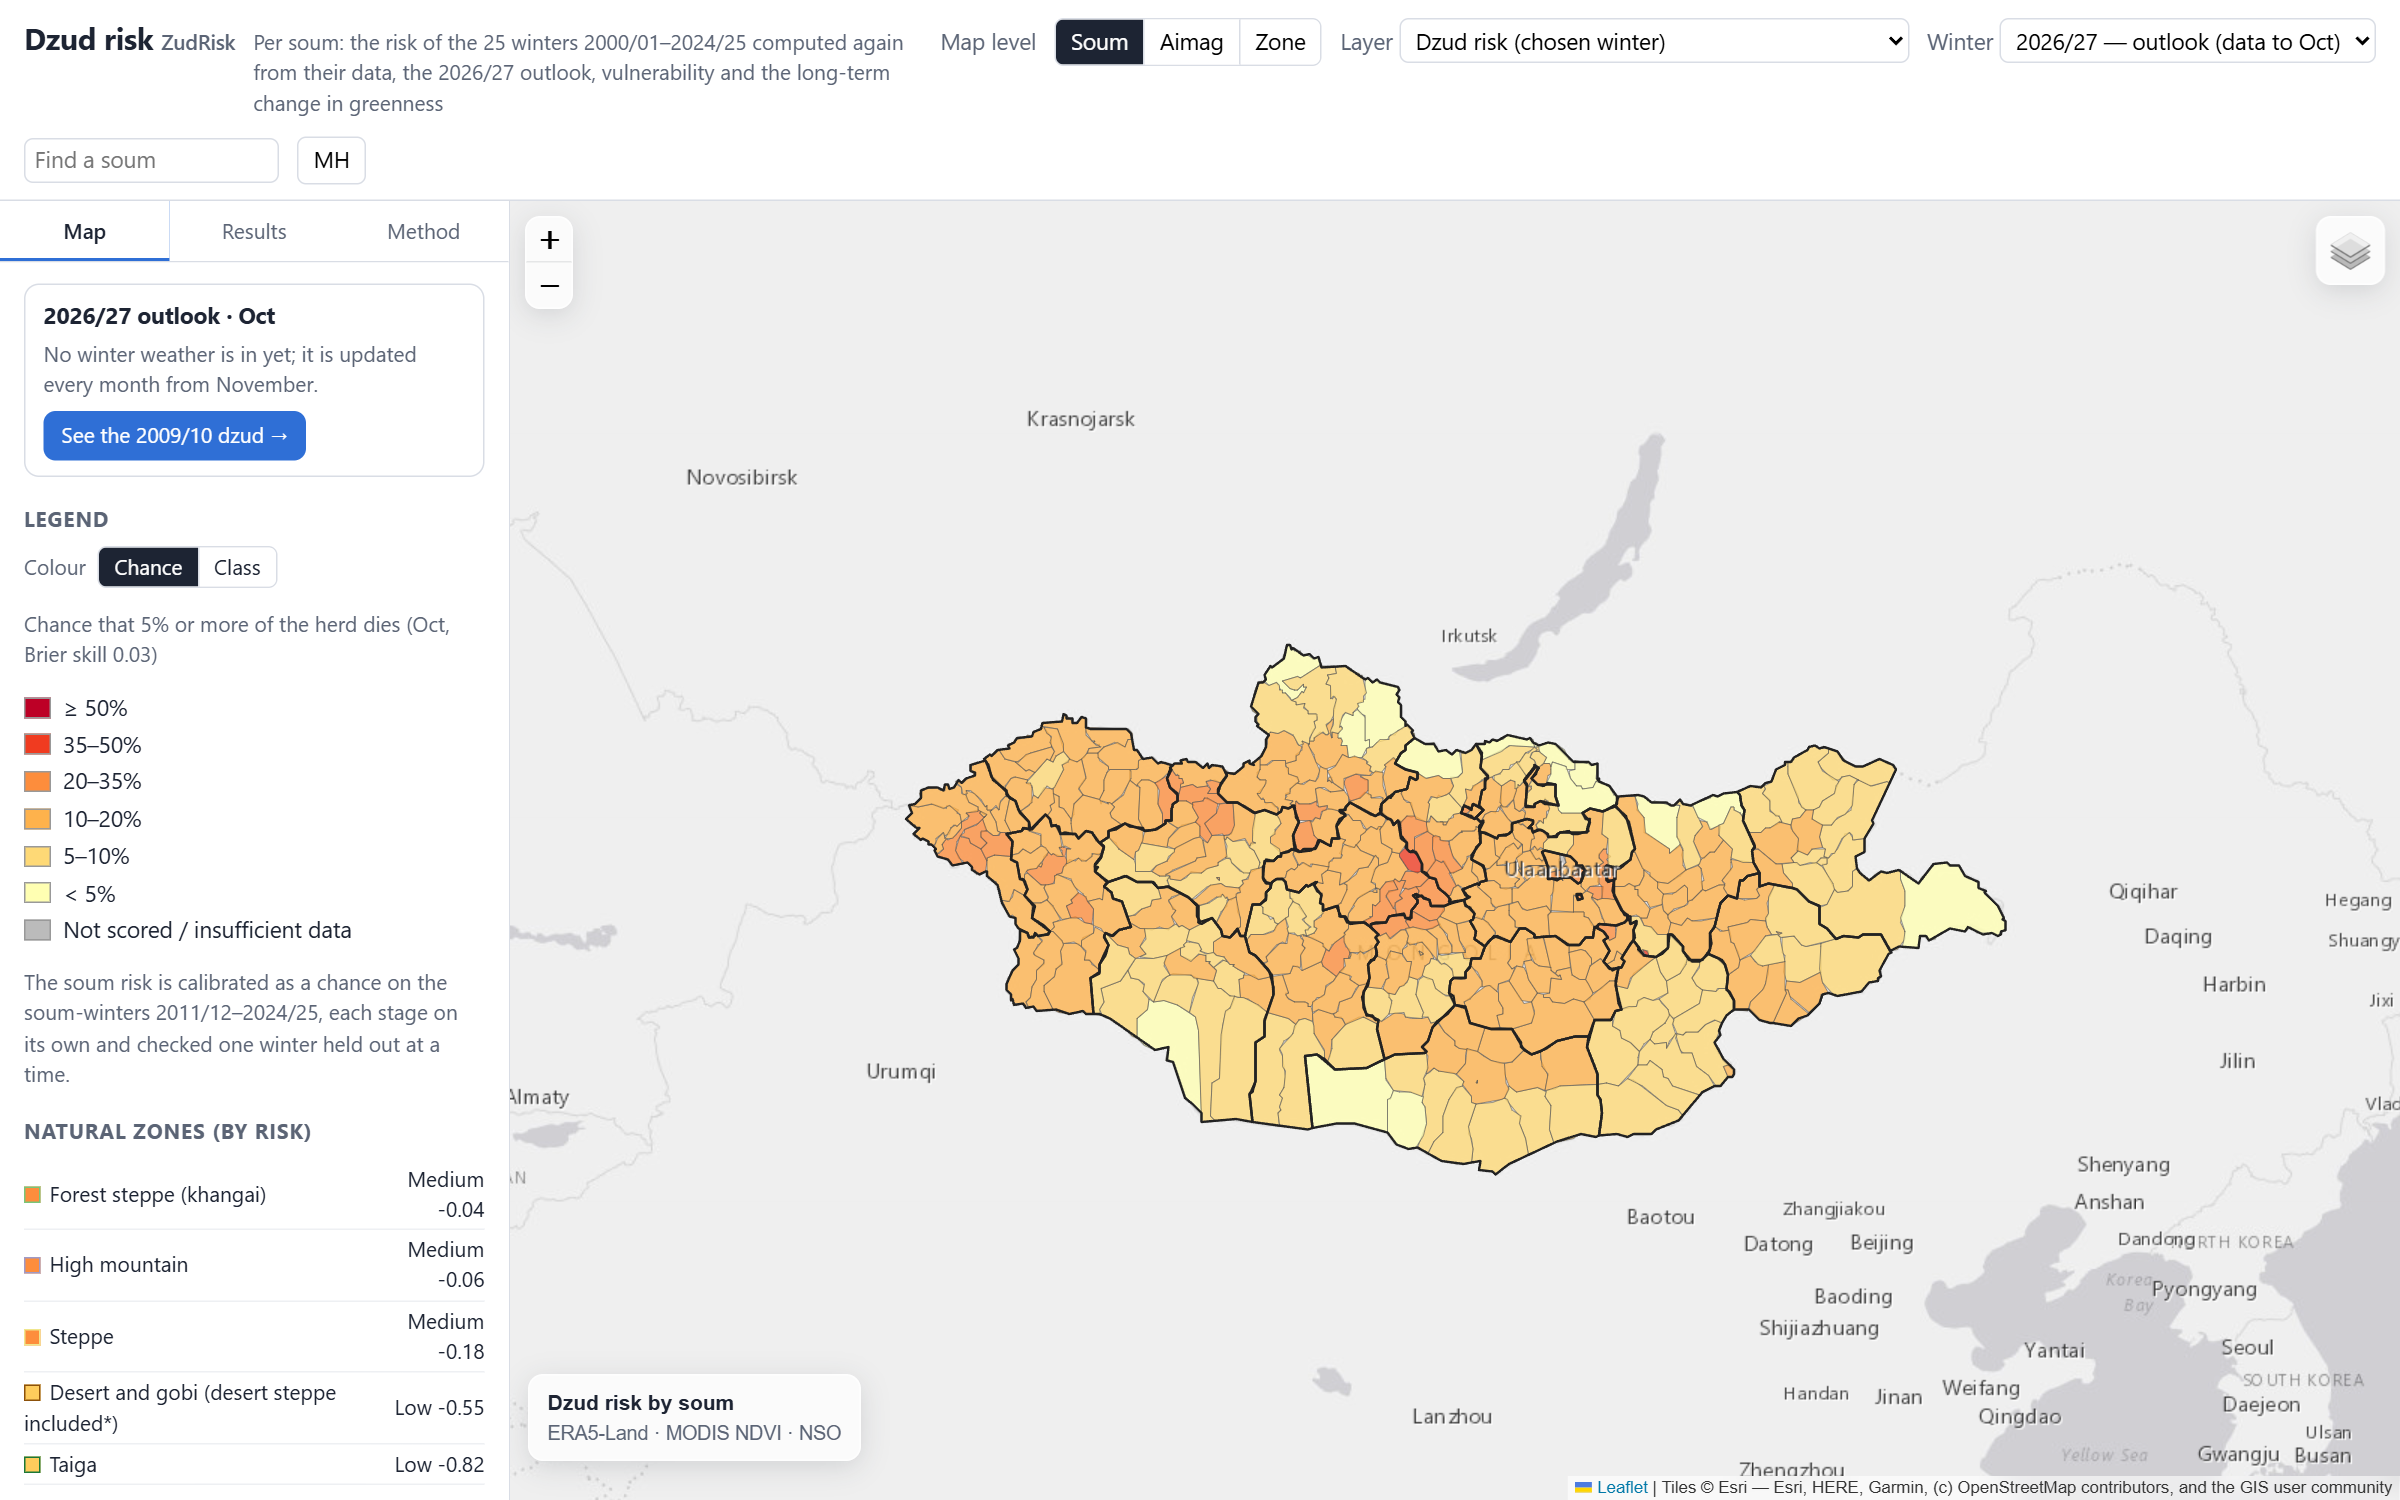 Dzud risk ZudRisk
Per soum: the risk of the 25 winters 2000/01–2024/25 computed again
from their data, the 2026/27 outlook, vulnerability and the long-term
change in greenness
Map level Soum Aimag Zone Layer Dzud risk (chosen winter) Winter 2026/27 — outlook (data to Oct)
Find a soum MH
Map Results Method
2026/27 outlook · Oct
No winter weather is in yet; it is updated
every month from November.
See the 2009/10 dzud →
LEGEND
Colour Chance Class
Chance that 5% or more of the herd dies (Oct,
Brier skill 0.03)
≥ 50%
35–50%
20–35%
10–20%
5–10%
< 5%
Not scored / insufficient data
The soum risk is calibrated as a chance on the
soum-winters 2011/12–2024/25, each stage on
its own and checked one winter held out at a
time.
NATURAL ZONES (BY RISK)
Forest steppe (khangai) Medium
-0.04
High mountain Medium
-0.06
Steppe Medium
-0.18
Desert and gobi (desert steppe
included*) Low -0.55
Taiga Low -0.82
+
−
Krasnojarsk
Novosibirsk
Irkutsk
Ulaanbaatar
MONGOLIA
Qiqihar
Hegang
Daqing
Shuangy
Harbin
Jixi
Jilin
Urumqi
Almaty
Vlad
AN
Shenyang
Anshan
Baotou
Zhangjiakou
Datong
Beijing
Dandong
NORTH KOREA
Korea
Bay
Pyongyang
Baoding
Shijiazhuang
Yantai
Seoul
SOUTH KOREA
Handan
Jinan
Weifang
Daejeon
Lanzhou
Qingdao
Ulsan
Yellow Sea
Gwangju
Busan
Zhengzhou
Dzud risk by soum
ERA5-Land · MODIS NDVI · NSO
Leaflet | Tiles © Esri — Esri, HERE, Garmin, (c) OpenStreetMap contributors, and the GIS user community